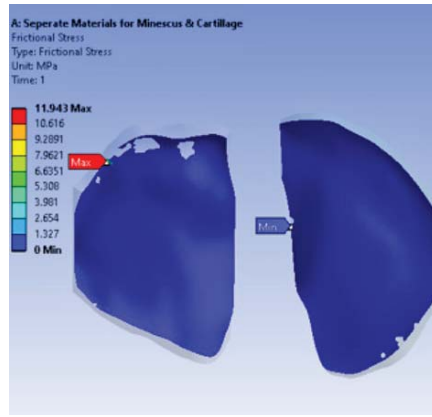 A: Seperate Materials for Minescus & Cartillage
Frictional Stress
Type: Frictional Stress
Unit: MPa
Time: 1
11.943 Max
10.616
9.2891
7.9621
6.6351
5.308
3.981
2.654
1.327
0 Min
Max
Min